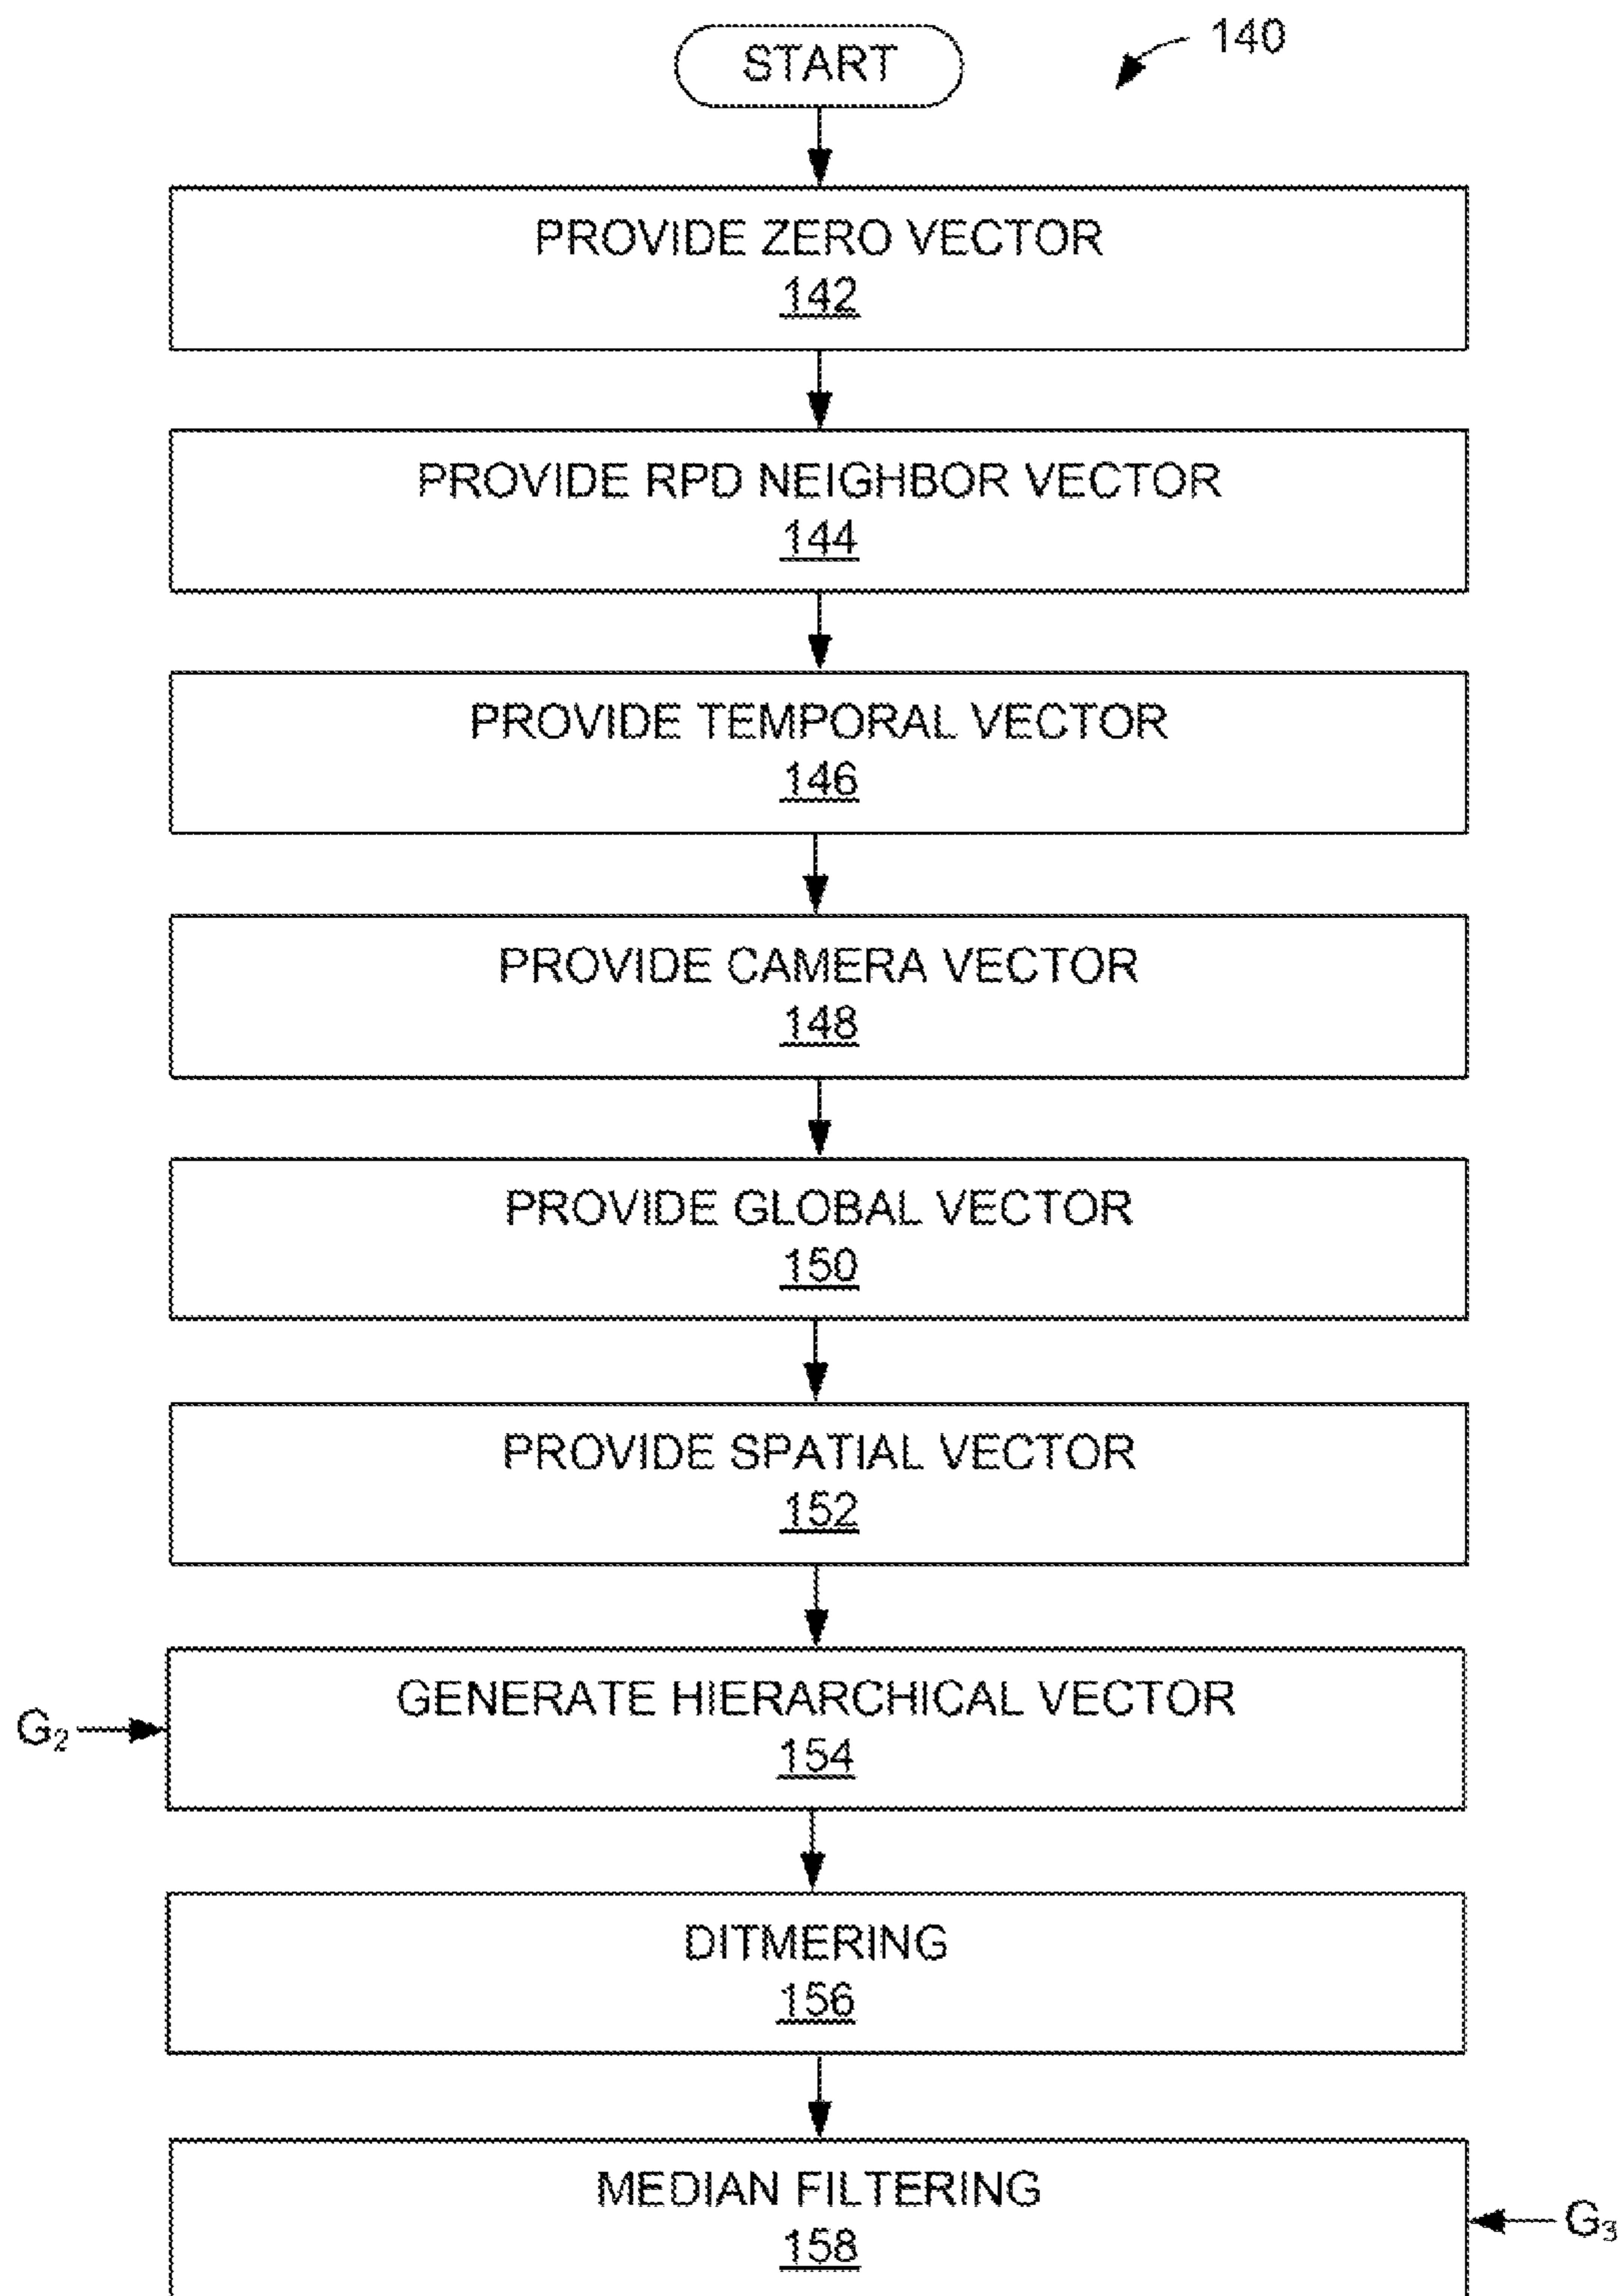 START
140
PROVIDE ZERO VECTOR
142
PROVIDE RPD NEIGHBOR VECTOR
144
PROVIDE TEMPORAL VECTOR
146
PROVIDE CAMERA VECTOR
148
PROVIDE GLOBAL VECTOR
150
PROVIDE SPATIAL VECTOR
152
GENERATE HIERARCHICAL VECTOR
154
G₂
DITMERING
156
MEDIAN FILTERING
158
G₃